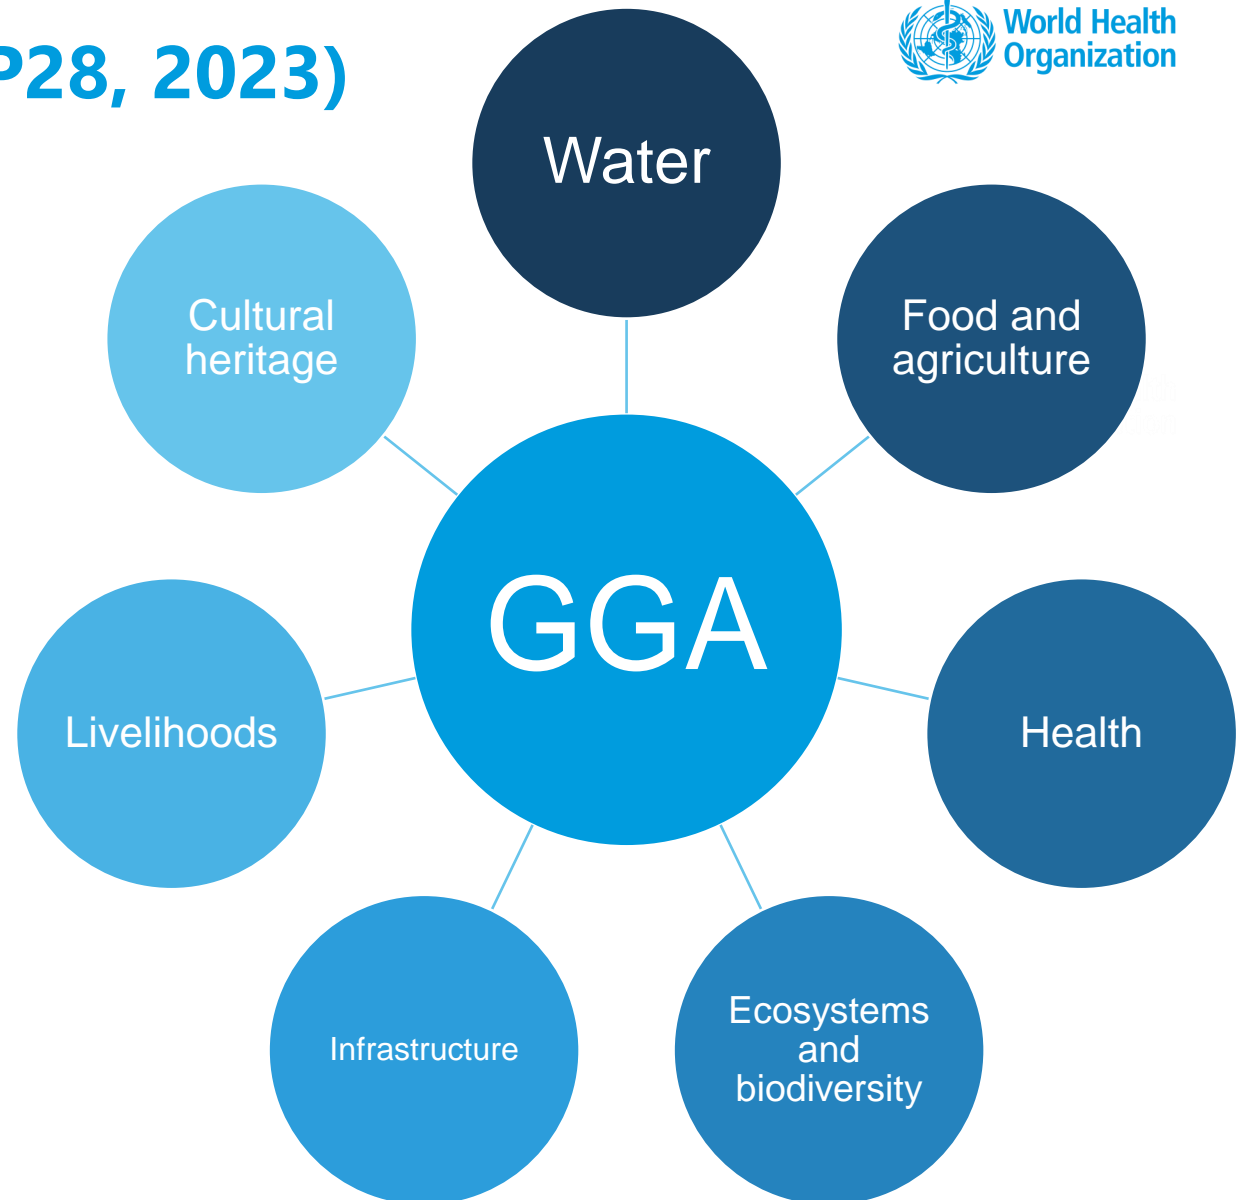 P28, 2023)
World Health
Organization
Water
Cultural
heritage
Food and
agriculture
GGA
Livelihoods
Health
Infrastructure
Ecosystems
and
biodiversity